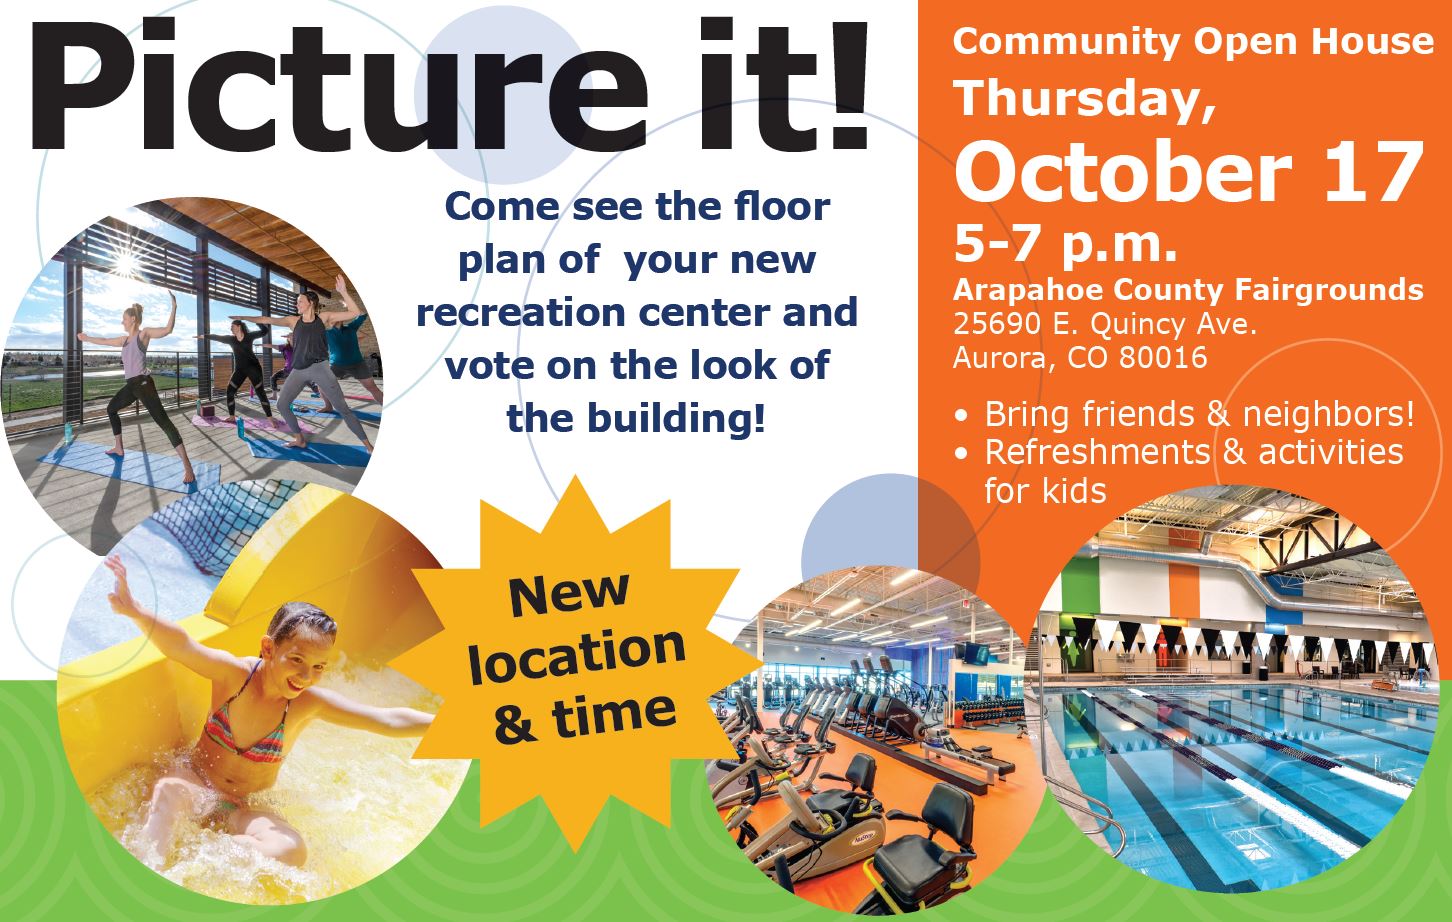 Picture it!
Come see the floor
plan of your new
recreation center and
vote on the look of
the building!
New
location
& time
Community Open House
Thursday,
October 17
5-7 p.m.
Arapahoe County Fairgrounds
25690 E. Quincy Ave.
Aurora, CO 80016
• Bring friends & neighbors!
• Refreshments & activities
for kids